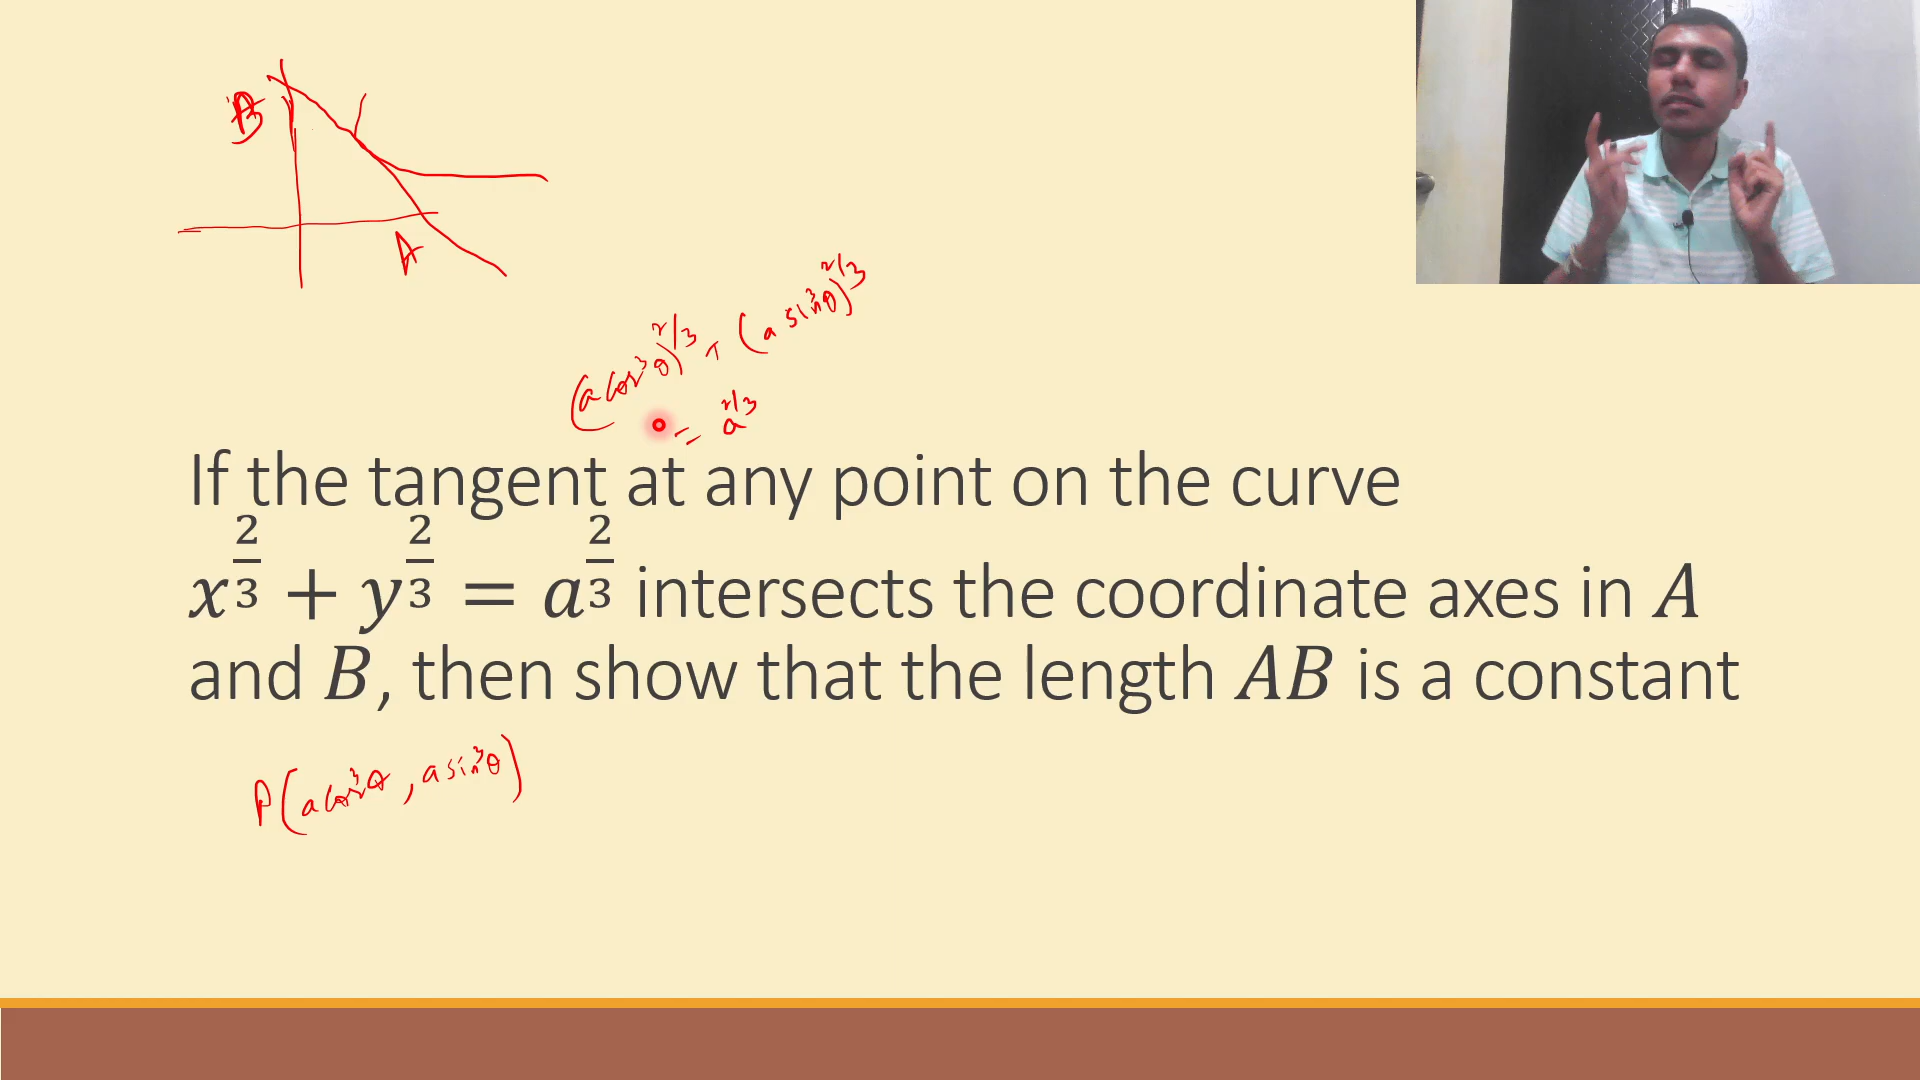 B
A
(a cos³θ)^2/3 + (a sin³θ)^2/3
= a^2/3
If the tangent at any point on the curve
x^2/3 + y^2/3 = a^2/3 intersects the coordinate axes in A
and B, then show that the length AB is a constant
P(a cos³θ, a sin³θ)